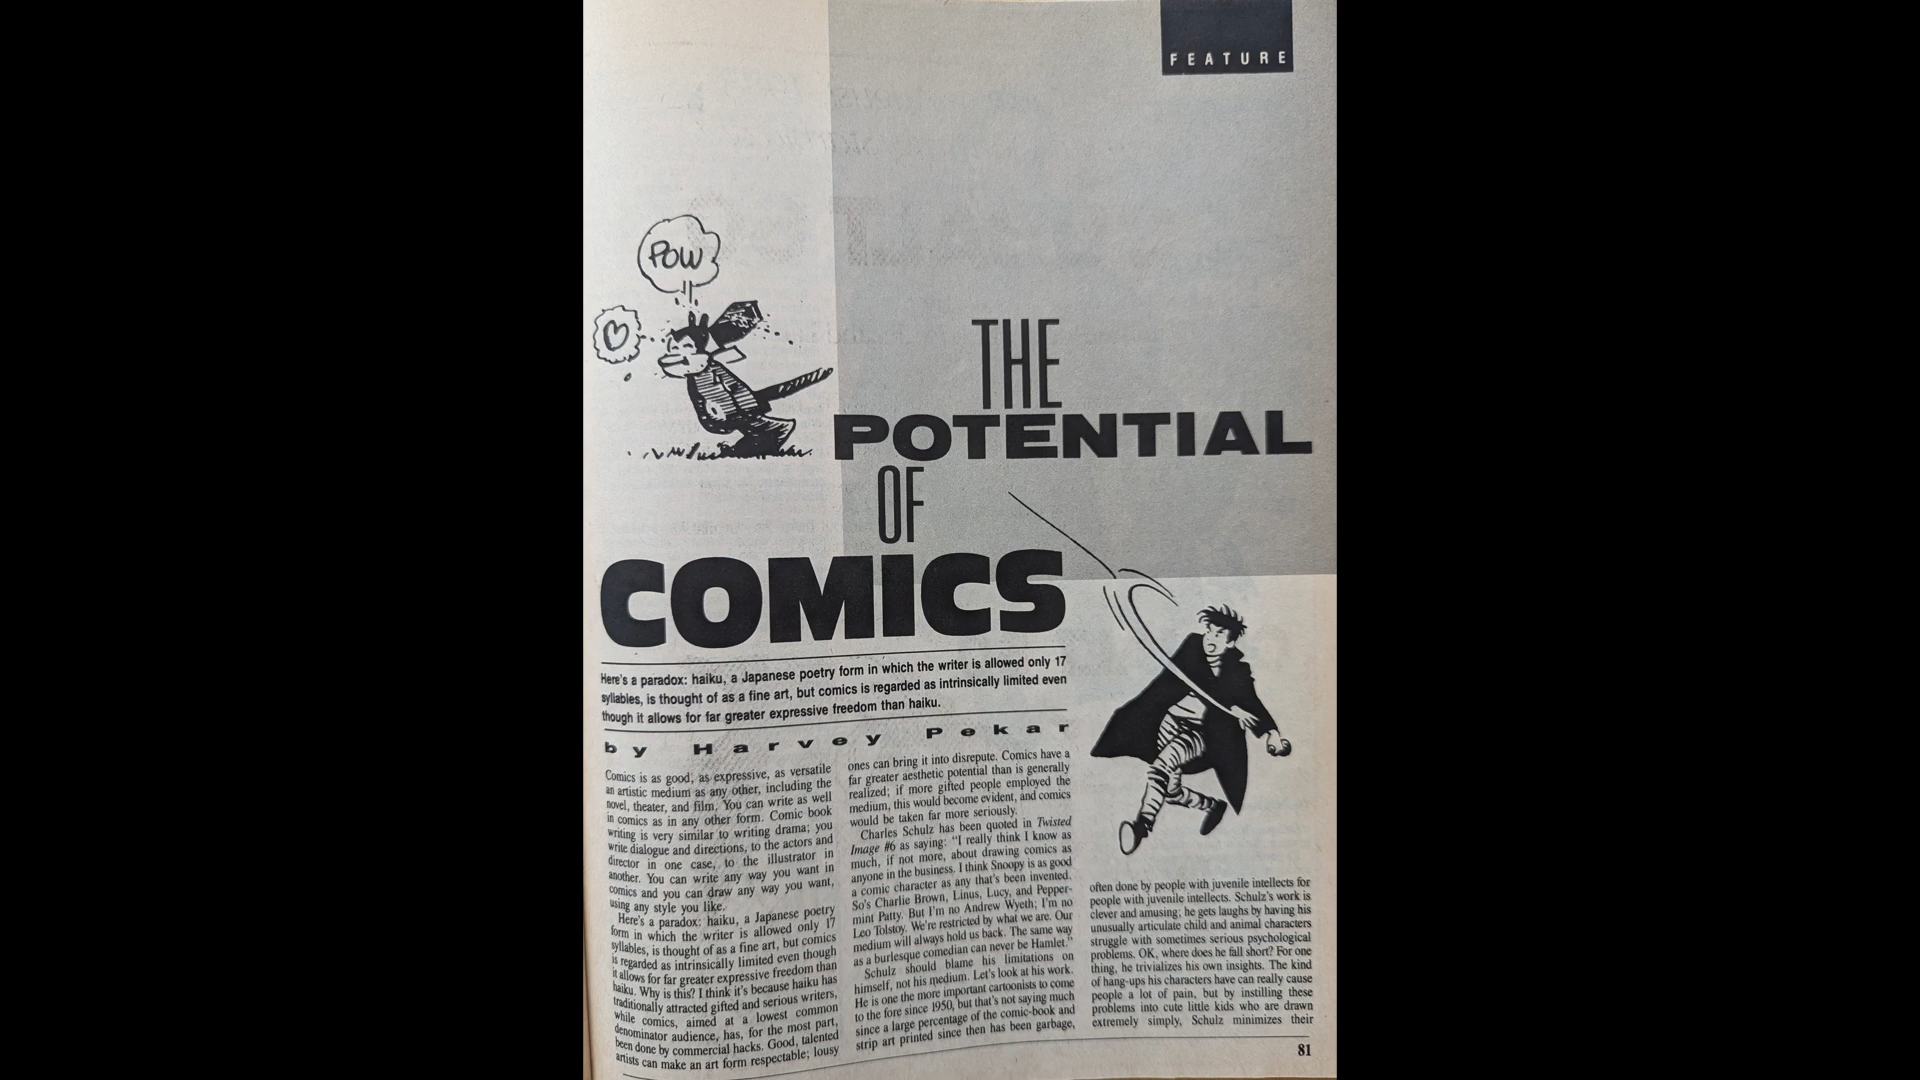 FEATURE
POW
THE
POTENTIAL
OF
COMICS
Here's a paradox: haiku, a Japanese poetry form in which the writer is allowed only 17
syllables, is thought of as a fine art, but comics is regarded as intrinsically limited even
though it allows for far greater expressive freedom than haiku.
by Harvey Pekar
Comics is as good, as expressive, as versatile
an artistic medium as any other, including the
novel, theater, and film. You can write as well
in comics as in any other form. Comic book
writing is very similar to writing drama; you
write dialogue and directions, to the actors and
director in one case, to the illustrator in
another. You can write any way you want in
comics and you can draw any way you want,
using any style you like.
Here's a paradox: haiku, a Japanese poetry
form in which the writer is allowed only 17
syllables, is thought of as a fine art, but comics
is regarded as intrinsically limited even though
it allows for far greater expressive freedom than
haiku. Why is this? I think it's because haiku has
traditionally attracted gifted and serious writers,
while comics, aimed at a lowest common
denominator audience, has, for the most part,
been done by commercial hacks. Good, talented
artists can make an art form respectable; lousy
ones can bring it into disrepute. Comics have a
far greater aesthetic potential than is generally
realized; if more gifted people employed the
medium, this would become evident, and comics
would be taken far more seriously.
Charles Schulz has been quoted in Twisted
Image #6 as saying: "I really think I know as
much, if not more, about drawing comics as
anyone in the business. I think Snoopy is as good
a comic character as any that's been invented.
So's Charlie Brown, Linus, Lucy, and Pepper-
mint Patty. But I'm no Andrew Wyeth; I'm no
Leo Tolstoy. We're restricted by what we are. Our
medium will always hold us back. The same way
as a burlesque comedian can never be Hamlet."
Schulz should blame his limitations on
himself, not his medium. Let's look at his work.
He is one the more important cartoonists to come
to the fore since 1950, but that's not saying much
since a large percentage of the comic-book and
strip art printed since then has been garbage,
often done by people with juvenile intellects for
people with juvenile intellects. Schulz's work is
clever and amusing; he gets laughs by having his
unusually articulate child and animal characters
struggle with sometimes serious psychological
problems. OK, where does he fall short? For one
thing, he trivializes his own insights. The kind
of hang-ups his characters have can really cause
people a lot of pain, but by instilling these
problems into cute little kids who are drawn
extremely simply, Schulz minimizes their
81